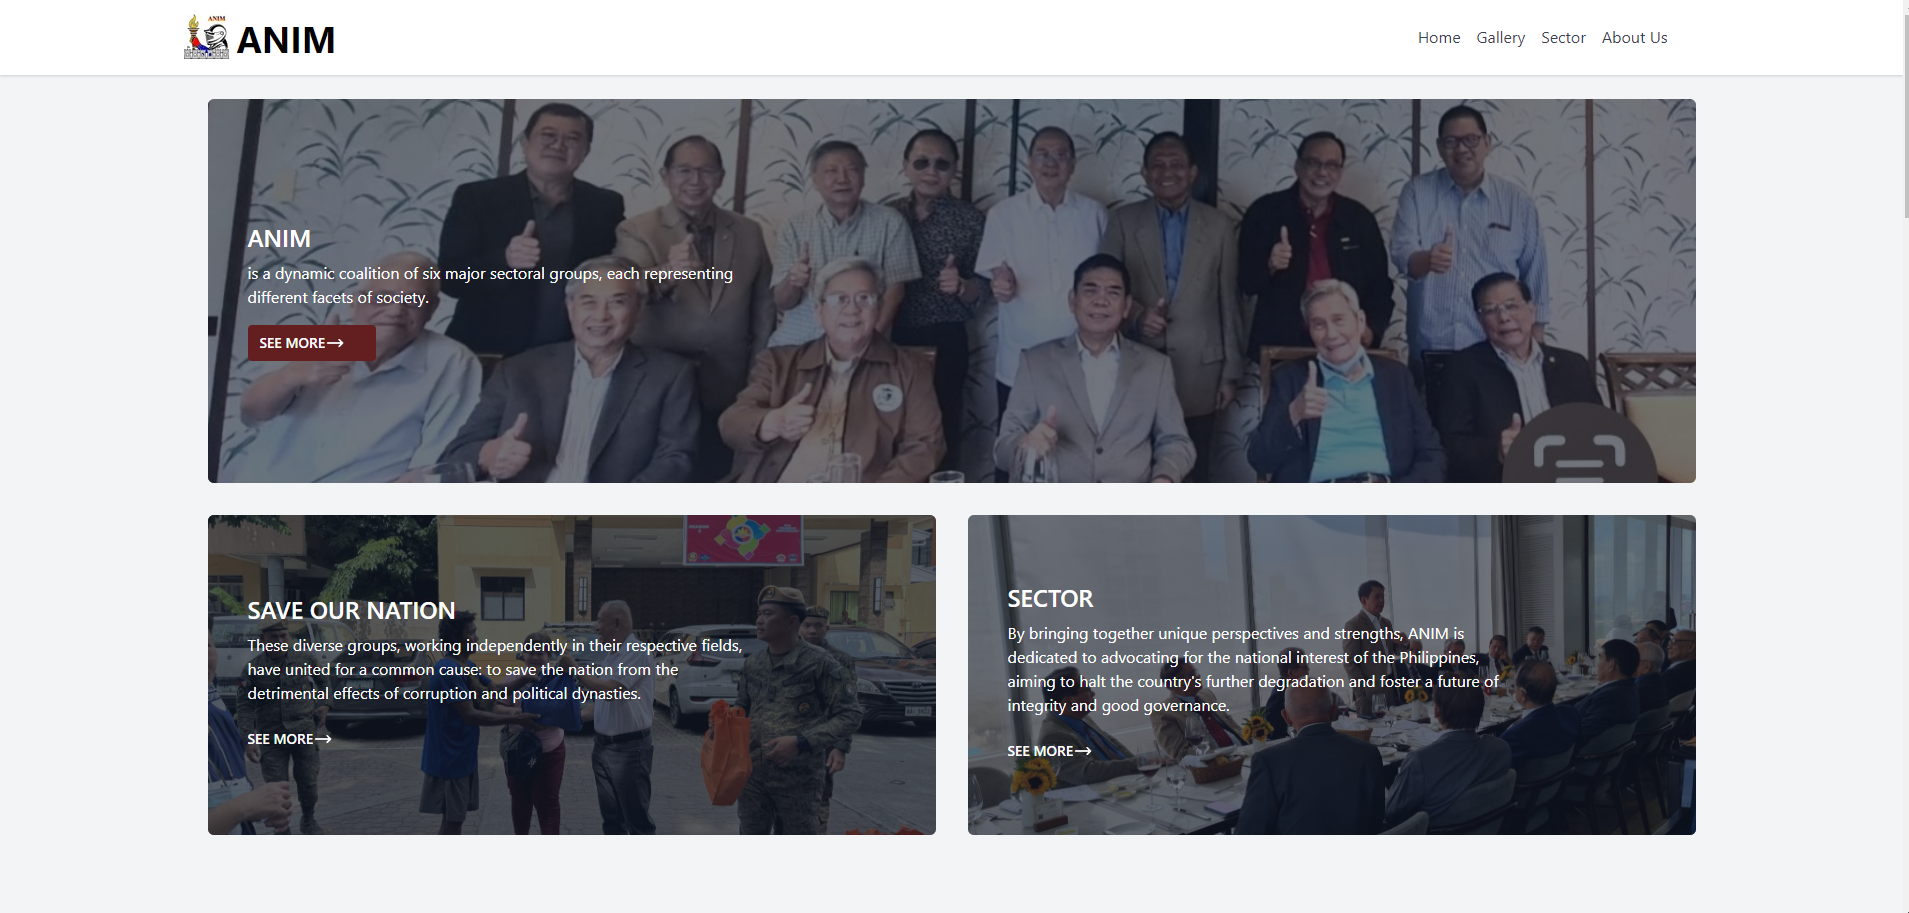 ANIM
ANIM
Home Gallery Sector About Us
ANIM
is a dynamic coalition of six major sectoral groups, each representing
different facets of society.
SEE MORE
SAVE OUR NATION
These diverse groups, working independently in their respective fields,
have united for a common cause: to save the nation from the
detrimental effects of corruption and political dynasties.
SEE MORE
SECTOR
By bringing together unique perspectives and strengths, ANIM is
dedicated to advocating for the national interest of the Philippines,
aiming to halt the country's further degradation and foster a future of
integrity and good governance.
SEE MORE